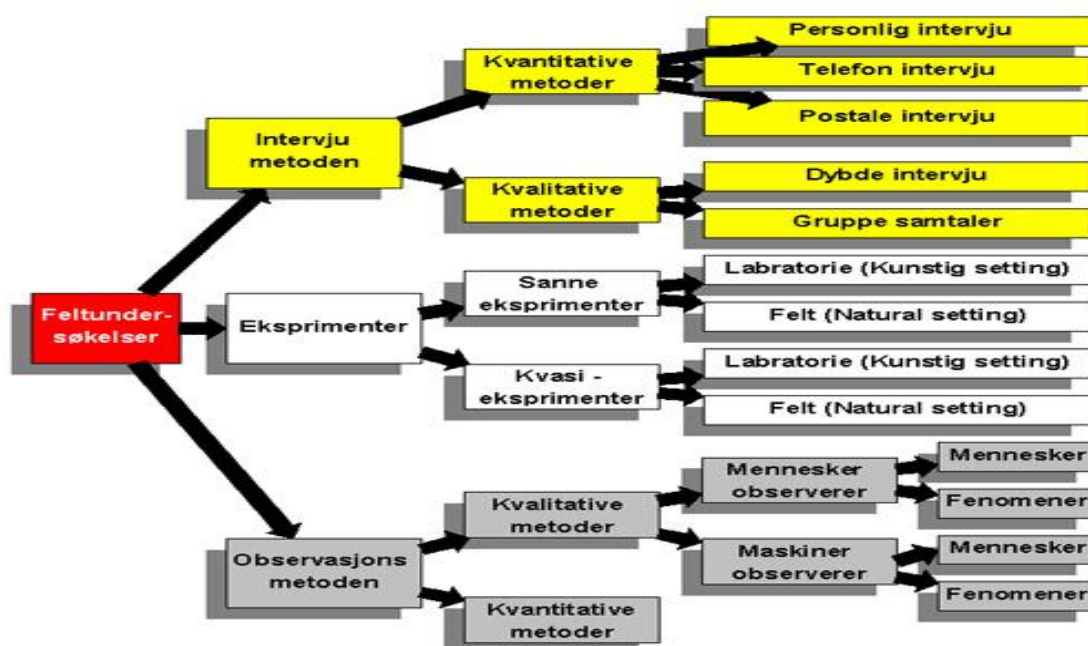 Feltunder-
søkelser
Intervju
metoden
Kvantitative
metoder
Personlig intervju
Telefon intervju
Postale intervju
Kvalitative
metoder
Dybde intervju
Gruppe samtaler
Eksprimenter
Sanne
eksprimenter
Labratorie (Kunstig setting)
Felt (Natural setting)
Kvasi -
eksprimenter
Labratorie (Kunstig setting)
Felt (Natural setting)
Observasjons
metoden
Kvalitative
metoder
Mennesker
observerer
Mennesker
Fenomener
Maskiner
observerer
Mennesker
Fenomener
Kvantitative
metoder